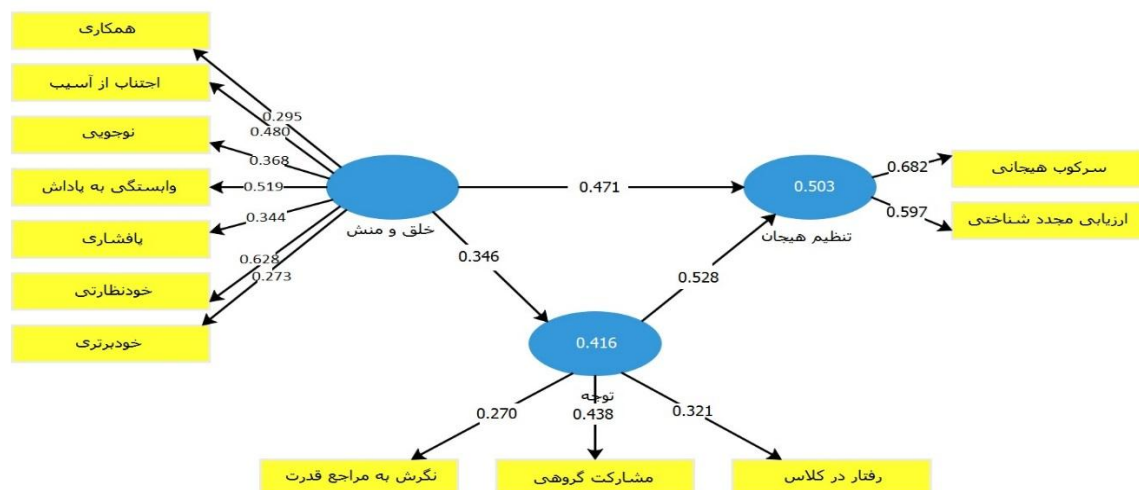 همکاری
اجتناب از آسیب
نوجویی
وابستگی به پاداش
پافشاری
خودنظارتی
خودبرتری
0.295
0.480
0.368
0.519
0.344
0.628
0.273
خلق و منش
0.471
0.346
0.528
0.503
تنظیم هیجان
0.682
0.597
سرکوب هیجانی
ارزیابی مجدد شناختی
0.416
توجه
0.270
0.438
0.321
نگرش به مراجع قدرت
مشارکت گروهی
رفتار در کلاس